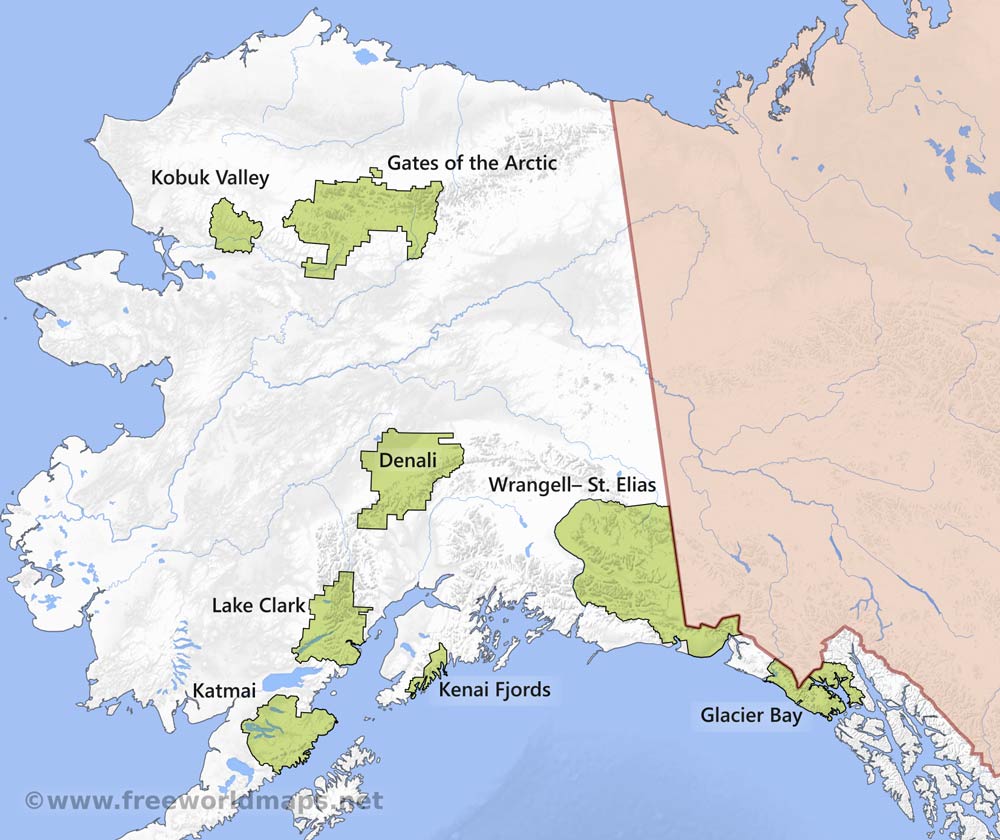 Gates of the Arctic
Kobuk Valley
Denali
Wrangell– St. Elias
Lake Clark
Katmai
Kenai Fjords
Glacier Bay
©www.freeworldmaps.net